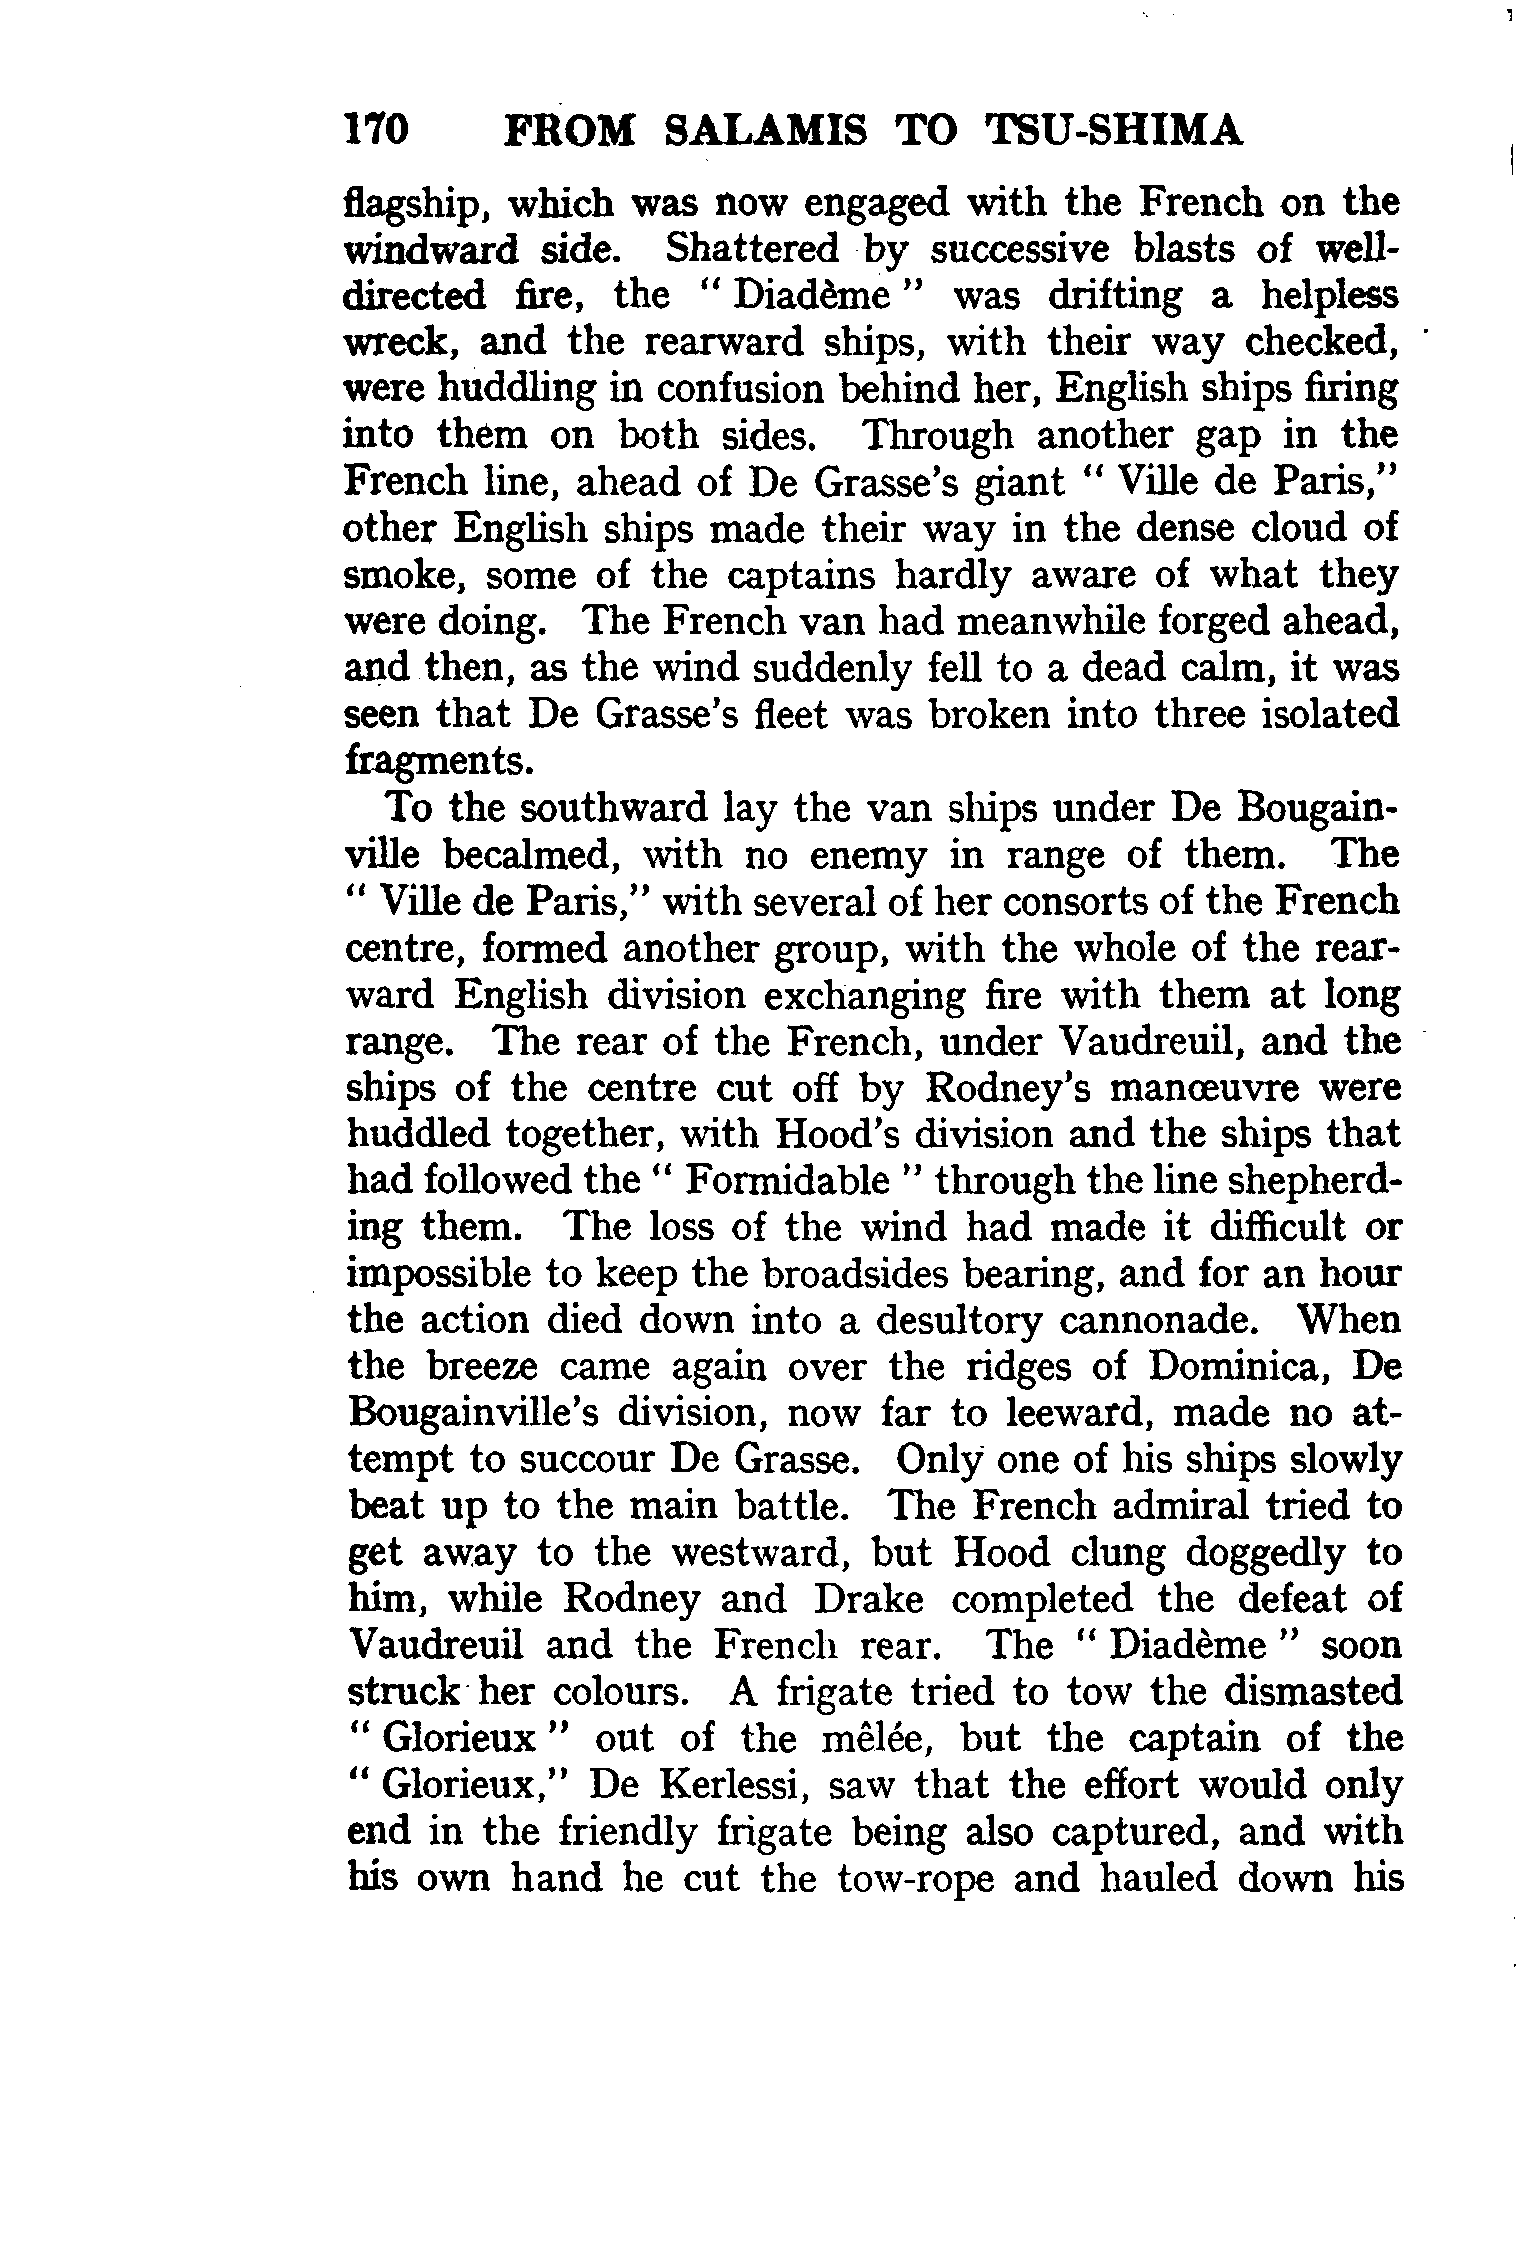 170 FROM SALAMIS TO TSU-SHIMA
flagship, which was now engaged with the French on the
windward side. Shattered by successive blasts of well-
directed fire, the " Diadème " was drifting a helpless
wreck, and the rearward ships, with their way checked,
were huddling in confusion behind her, English ships firing
into them on both sides. Through another gap in the
French line, ahead of De Grasse's giant " Ville de Paris,"
other English ships made their way in the dense cloud of
smoke, some of the captains hardly aware of what they
were doing. The French van had meanwhile forged ahead,
and then, as the wind suddenly fell to a dead calm, it was
seen that De Grasse's fleet was broken into three isolated
fragments.
To the southward lay the van ships under De Bougain-
ville becalmed, with no enemy in range of them. The
" Ville de Paris," with several of her consorts of the French
centre, formed another group, with the whole of the rear-
ward English division exchanging fire with them at long
range. The rear of the French, under Vaudreuil, and the
ships of the centre cut off by Rodney's manœuvre were
huddled together, with Hood's division and the ships that
had followed the " Formidable " through the line shepherd-
ing them. The loss of the wind had made it difficult or
impossible to keep the broadsides bearing, and for an hour
the action died down into a desultory cannonade. When
the breeze came again over the ridges of Dominica, De
Bougainville's division, now far to leeward, made no at-
tempt to succour De Grasse. Only one of his ships slowly
beat up to the main battle. The French admiral tried to
get away to the westward, but Hood clung doggedly to
him, while Rodney and Drake completed the defeat of
Vaudreuil and the French rear. The " Diadème " soon
struck her colours. A frigate tried to tow the dismasted
" Glorieux " out of the mêlée, but the captain of the
" Glorieux," De Kerlessi, saw that the effort would only
end in the friendly frigate being also captured, and with
his own hand he cut the tow-rope and hauled down his